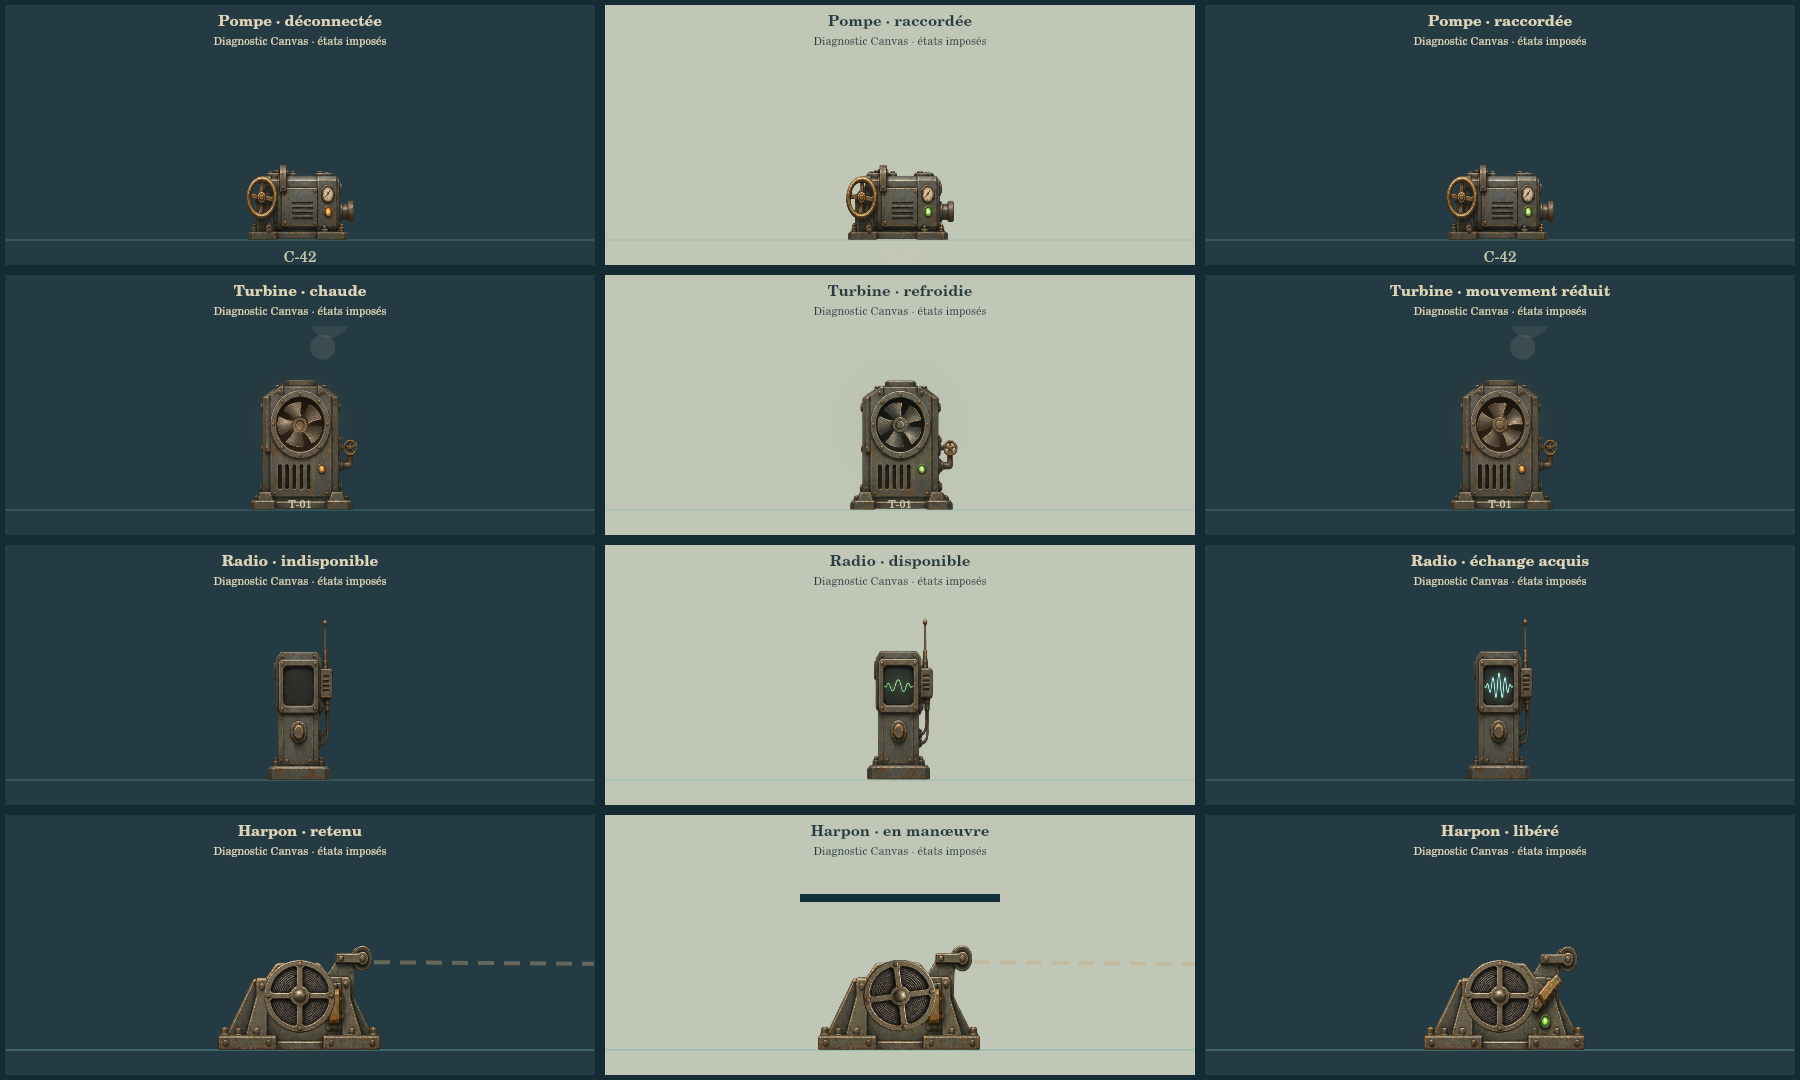 Pompe · déconnectée
Diagnostic Canvas · états imposés
C-42
Pompe · raccordée
Diagnostic Canvas · états imposés
Pompe · raccordée
Diagnostic Canvas · états imposés
C-42
Turbine · chaude
Diagnostic Canvas · états imposés
T-01
Turbine · refroidie
Diagnostic Canvas · états imposés
T-01
Turbine · mouvement réduit
Diagnostic Canvas · états imposés
T-01
Radio · indisponible
Diagnostic Canvas · états imposés
Radio · disponible
Diagnostic Canvas · états imposés
Radio · échange acquis
Diagnostic Canvas · états imposés
Harpon · retenu
Diagnostic Canvas · états imposés
Harpon · en manœuvre
Diagnostic Canvas · états imposés
Harpon · libéré
Diagnostic Canvas · états imposés